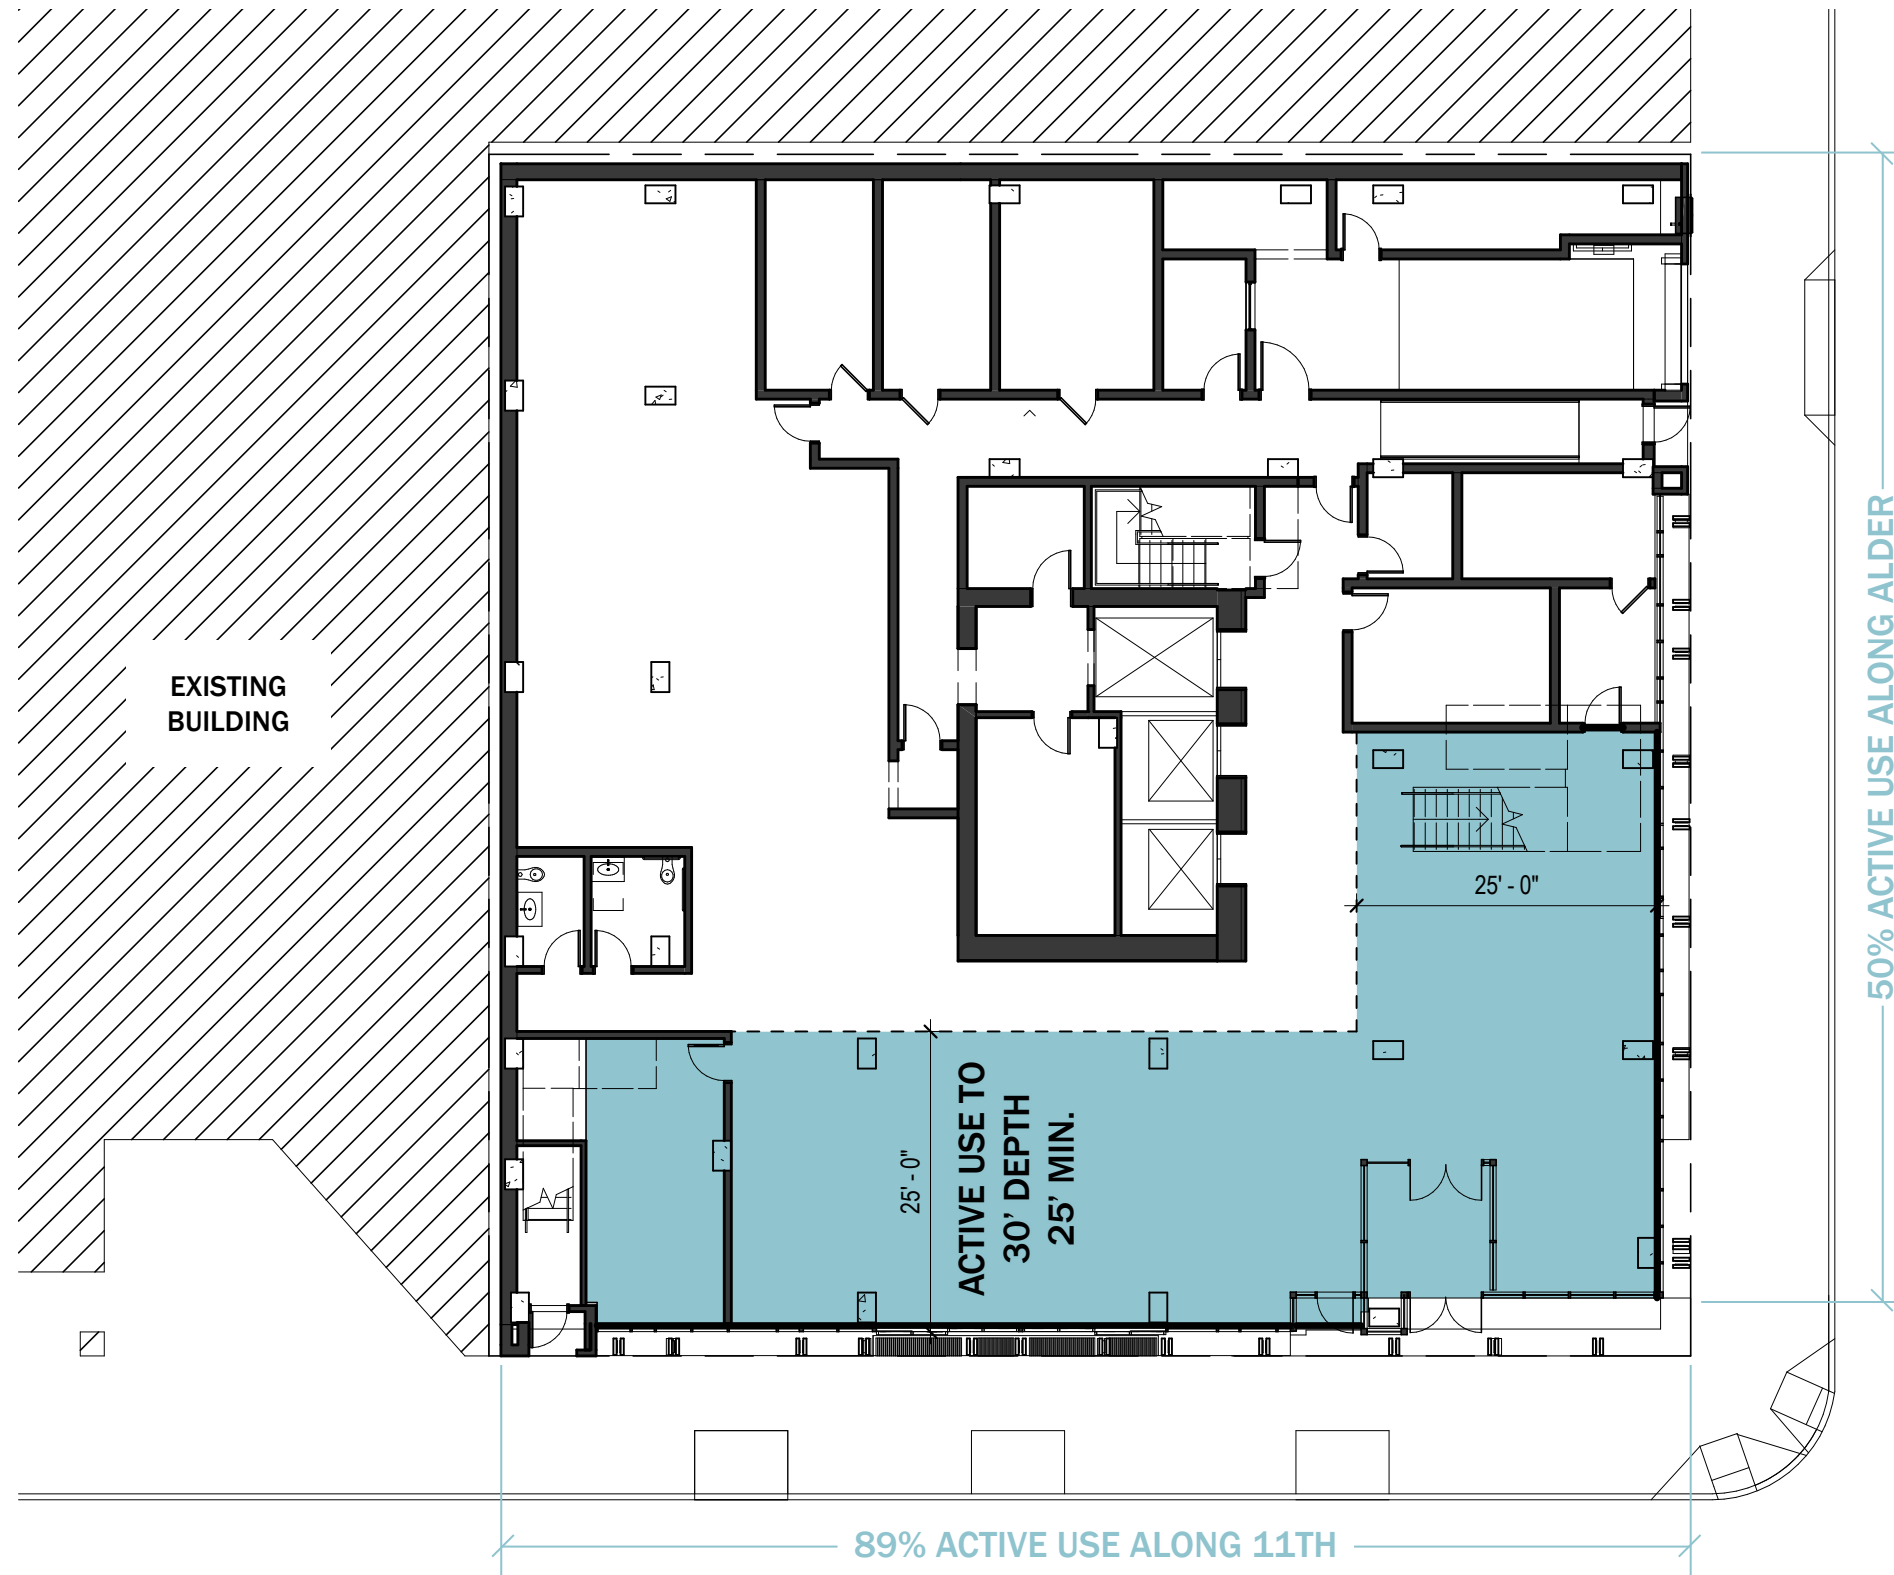 EXISTING
BUILDING
25' - 0"
50% ACTIVE USE ALONG ALDER
25' - 0"
ACTIVE USE TO
30’ DEPTH
25’ MIN.
89% ACTIVE USE ALONG 11TH